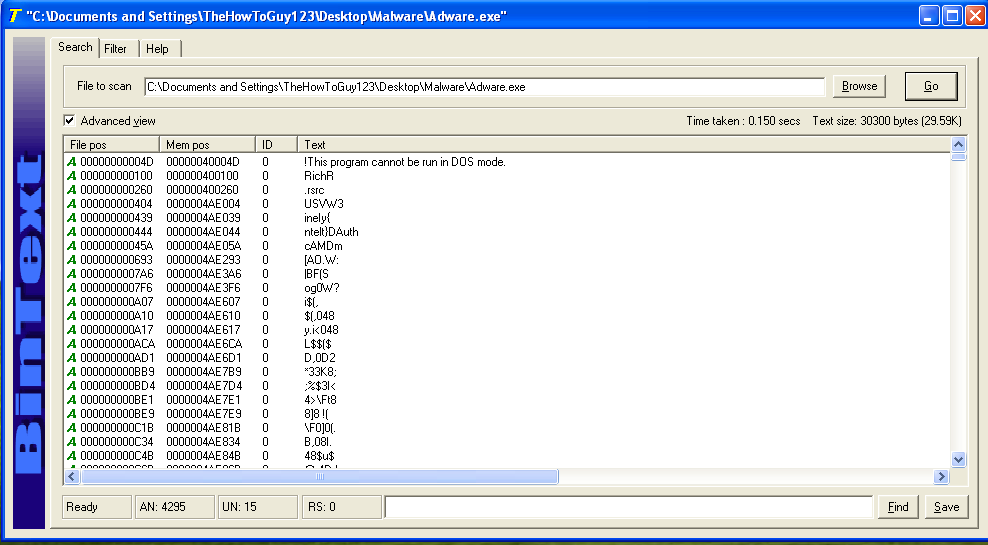 "C:\Documents and Settings\TheHowToGuy123\Desktop\Malware\Adware.exe"
Search Filter Help
File to scan C:\Documents and Settings\TheHowToGuy123\Desktop\Malware\Adware.exe Browse Go
Advanced view Time taken : 0.150 secs Text size: 30300 bytes (29.59K)
File pos Mem pos ID Text
A 00000000004D 00000040004D 0 !This program cannot be run in DOS mode.
A 000000000100 000000400100 0 RichR
A 000000000260 000000400260 0 .rsrc
A 000000000404 0000004AE004 0 USVW3
A 000000000439 0000004AE039 0 inely{
A 000000000444 0000004AE044 0 ntelt}DAuth
A 00000000045A 0000004AE05A 0 cAMDm
A 000000000693 0000004AE293 0 [AO.W:
A 0000000007A6 0000004AE3A6 0 |BF(S
A 0000000007F6 0000004AE3F6 0 og0W?
A 000000000A07 0000004AE607 0 i$(,
A 000000000A10 0000004AE610 0 $(,048
A 000000000A17 0000004AE617 0 y.i<048
A 000000000ACA 0000004AE6CA 0 L$$($
A 000000000AD1 0000004AE6D1 0 D,0D2
A 000000000BB9 0000004AE7B9 0 *33K8;
A 000000000BD4 0000004AE7D4 0 ;%$3l<
A 000000000BE1 0000004AE7E1 0 4>\Ft8
A 000000000BE9 0000004AE7E9 0 8]8 !(
A 000000000C1B 0000004AE81B 0 \F0]0(.
A 000000000C34 0000004AE834 0 B,08l.
A 000000000C4B 0000004AE84B 0 48$u$
Ready AN: 4295 UN: 15 RS: 0 Find Save
BinText